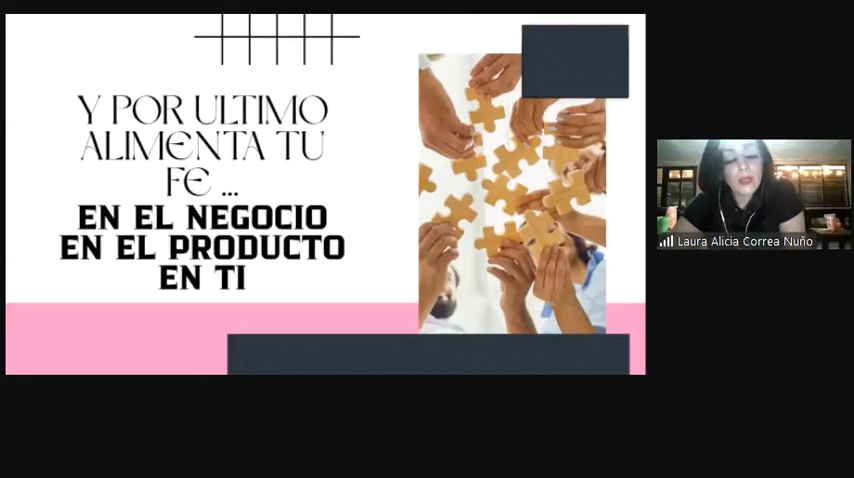 Y POR ULTIMO
ALIMENTA TU
FE ...
EN EL NEGOCIO
EN EL PRODUCTO
EN TI
Laura Alicia Correa Nuño